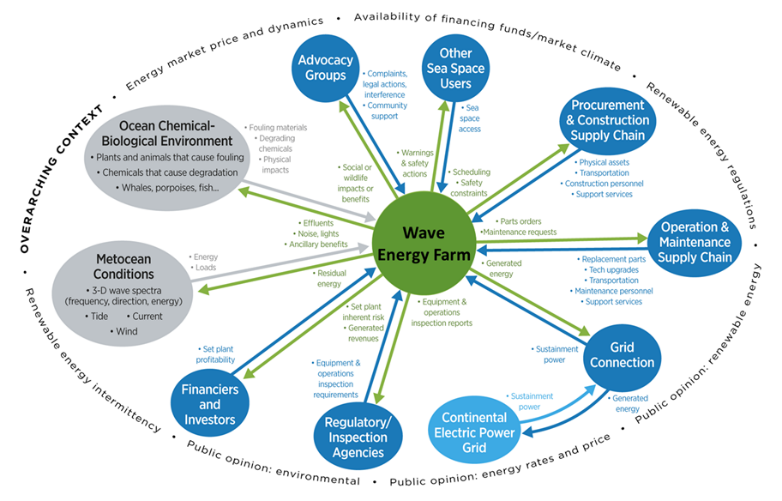 OVERARCHING CONTEXT
• Energy market price and dynamics •
Availability of financing funds/market climate •
Renewable energy regulations •
Public opinion: renewable energy •
Public opinion: energy rates and price •
Public opinion: environmental •
Renewable energy intermittency •
Advocacy
Groups
Other
Sea Space
Users
Procurement
& Construction
Supply Chain
Operation &
Maintenance
Supply Chain
Grid
Connection
Continental
Electric Power
Grid
Regulatory/
Inspection
Agencies
Financiers
and
Investors
Metocean
Conditions
• 3-D wave spectra
(frequency, direction, energy)
• Tide • Current
• Wind
Ocean Chemical-
Biological Environment
• Plants and animals that cause fouling
• Chemicals that cause degradation
• Whales, porpoises, fish...
Wave
Energy Farm
• Complaints,
legal actions,
interference
• Community
support
• Social or
wildlife
impacts or
benefits
• Warnings
& safety
actions
• Sea
space
access
• Scheduling
• Safety
constraints
• Physical assets
• Transportation
• Construction personnel
• Support services
• Parts orders
• Maintenance requests
• Replacement parts
• Tech upgrades
• Transportation
• Maintenance personnel
• Support services
• Generated
energy
• Sustainment
power
• Sustainment
power
• Generated
energy
• Equipment &
operations
inspection reports
• Equipment &
operations
inspection
requirements
• Set plant
inherent risk
• Generated
revenues
• Set plant
profitability
• Residual
energy
• Energy
• Loads
• Effluents
• Noise, lights
• Ancillary benefits
• Fouling materials
• Degrading
chemicals
• Physical
impacts